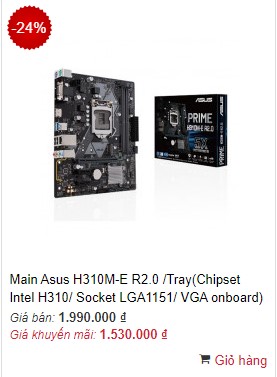 -24%
ASUS
PRIME
H310M-E R2.0
Main Asus H310M-E R2.0 /Tray(Chipset
Intel H310/ Socket LGA1151/ VGA onboard)
Giá bán: 1.990.000 ₫
Giá khuyến mãi: 1.530.000 ₫
Giỏ hàng